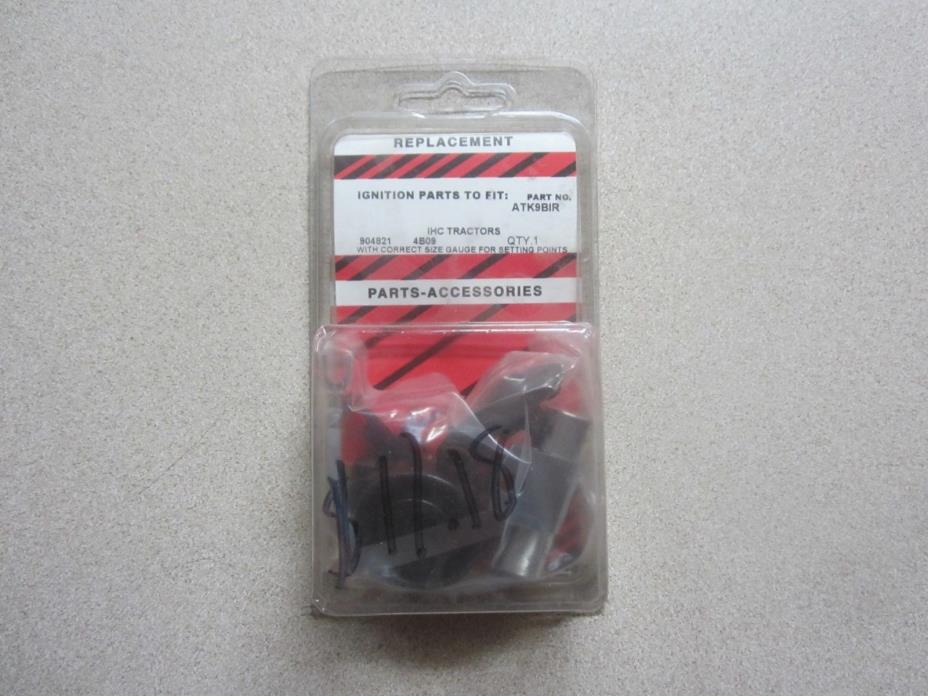 REPLACEMENT
IGNITION PARTS TO FIT: PART NO.
ATK9BIR
IHC TRACTORS
904821 4B09 QTY.1
WITH CORRECT SIZE GAUGE FOR SETTING POINTS
PARTS-ACCESSORIES
$11.18